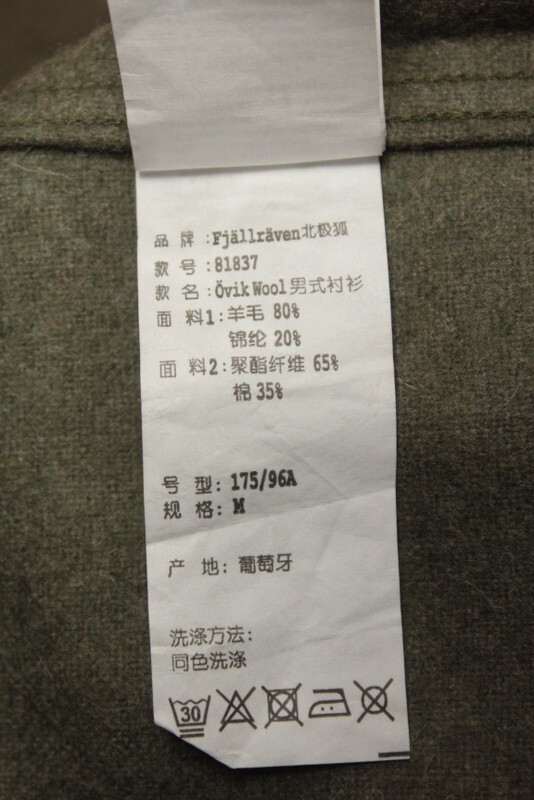 品 牌 :Fjällräven北极狐
款 号 :81837
款 名 :Övik Wool男式衬衫
面 料1:羊毛 80%
锦纶 20%
面 料2:聚酯纤维 65%
棉 35%
号 型: 175/96A
规 格: M
产 地: 葡萄牙
洗涤方法:
同色洗涤
30